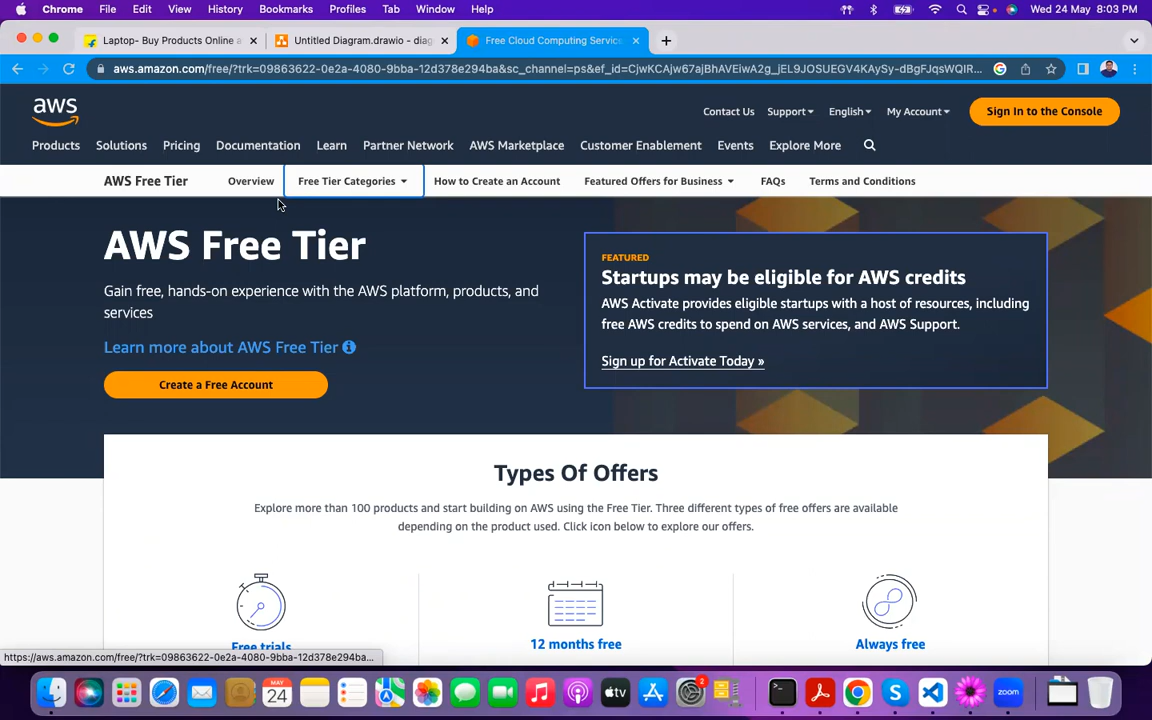 Chrome File Edit View History Bookmarks Profiles Tab Window Help Wed 24 May 8:03 PM
Laptop- Buy Products Online a Untitled Diagram.drawio - diag Free Cloud Computing Service
aws.amazon.com/free/?trk=09863622-0e2a-4080-9bba-12d378e294ba&sc_channel=ps&ef_id=CjwKCAjw67ajBhAVEiwA2g_jEL9JOSUEGV4KAySy-dBgFJqsWQIR...
aws
Contact Us Support English My Account Sign In to the Console
Products Solutions Pricing Documentation Learn Partner Network AWS Marketplace Customer Enablement Events Explore More
AWS Free Tier Overview Free Tier Categories How to Create an Account Featured Offers for Business FAQs Terms and Conditions
AWS Free Tier
Gain free, hands-on experience with the AWS platform, products, and
services
Learn more about AWS Free Tier
Create a Free Account
FEATURED
Startups may be eligible for AWS credits
AWS Activate provides eligible startups with a host of resources, including
free AWS credits to spend on AWS services, and AWS Support.
Sign up for Activate Today »
Types Of Offers
Explore more than 100 products and start building on AWS using the Free Tier. Three different types of free offers are available
depending on the product used. Click icon below to explore our offers.
Free trials 12 months free Always free
https://aws.amazon.com/free/?trk=09863622-0e2a-4080-9bba-12d378e294ba...
MAY
24
tv
2
zoom